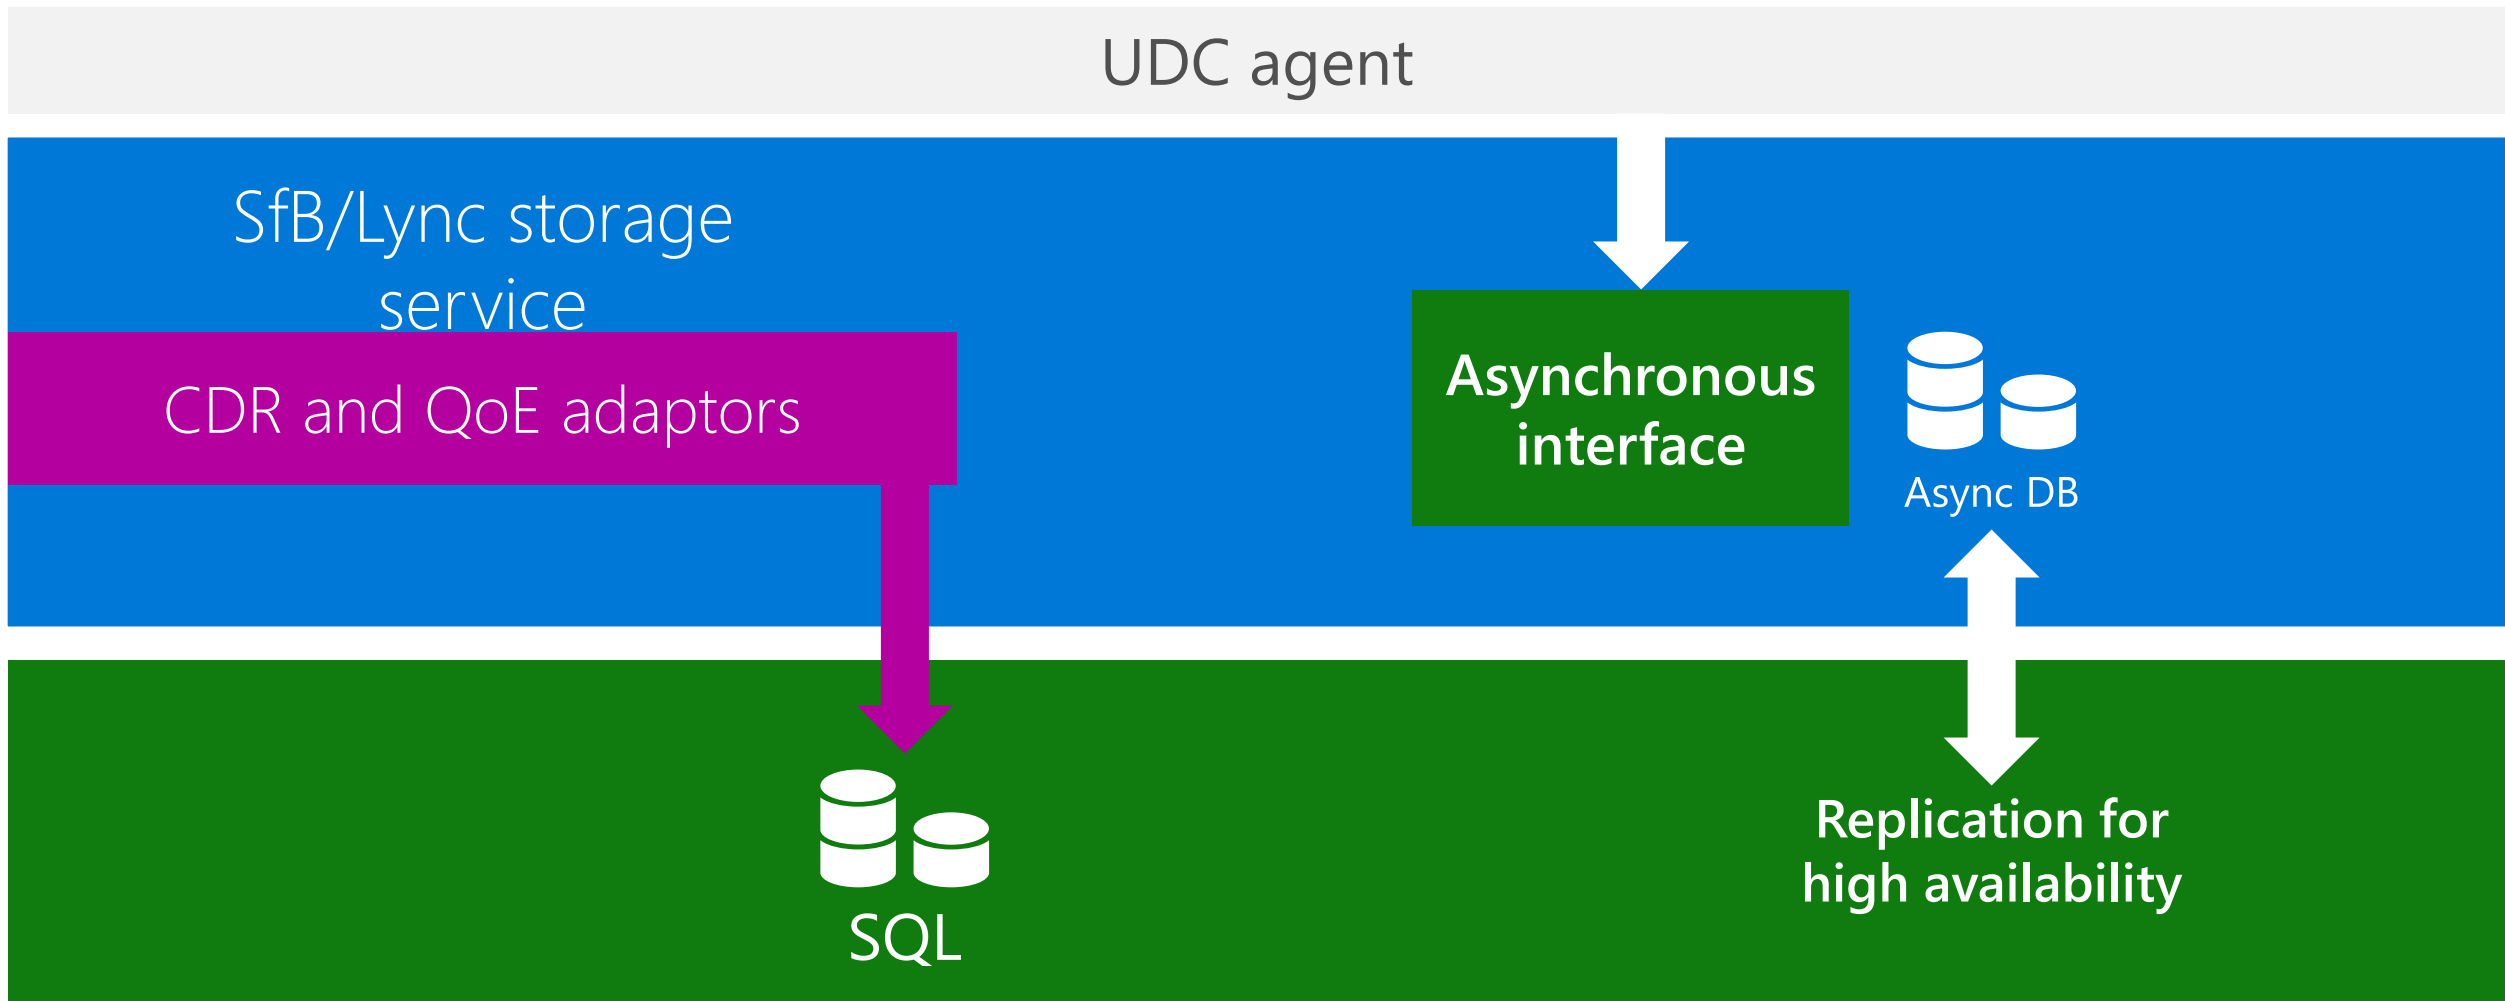 UDC agent
SfB/Lync storage
service
CDR and QoE adaptors
Asynchronous
interface
Async DB
SQL
Replication for
high availability